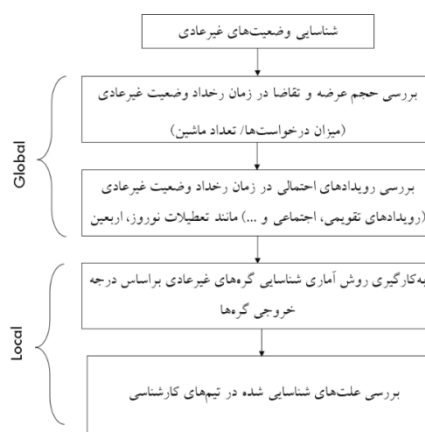 شناسایی وضعیت‌های غیرعادی
بررسی حجم عرضه و تقاضا در زمان رخداد وضعیت غیرعادی
(میزان درخواست‌ها/ تعداد ماشین)
Global
بررسی رویدادهای احتمالی در زمان رخداد وضعیت غیرعادی
(رویدادهای تقویمی، اجتماعی و ...) مانند تعطیلات نوروز، اربعین
به‌کارگیری روش آماری شناسایی گره‌های غیرعادی براساس درجه
خروجی گره‌ها
Local
بررسی علت‌های شناسایی شده در تیم‌های کارشناسی